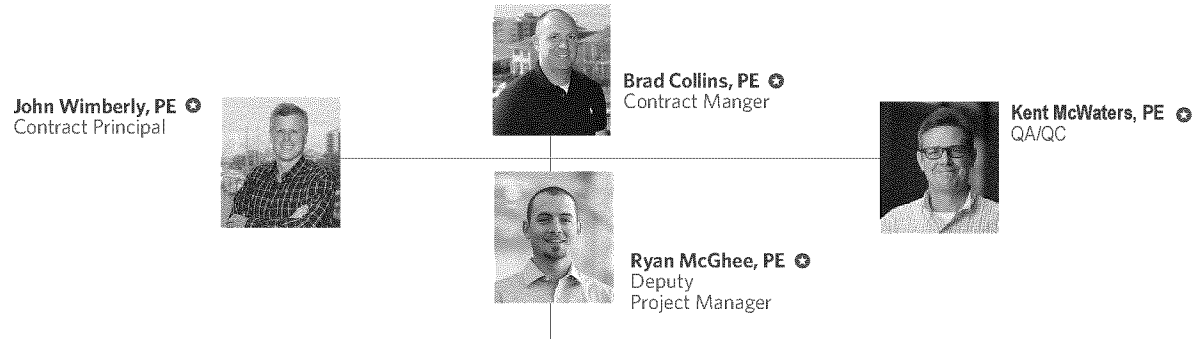 John Wimberly, PE
Contract Principal
Brad Collins, PE
Contract Manger
Kent McWaters, PE
QA/QC
Ryan McGhee, PE
Deputy
Project Manager